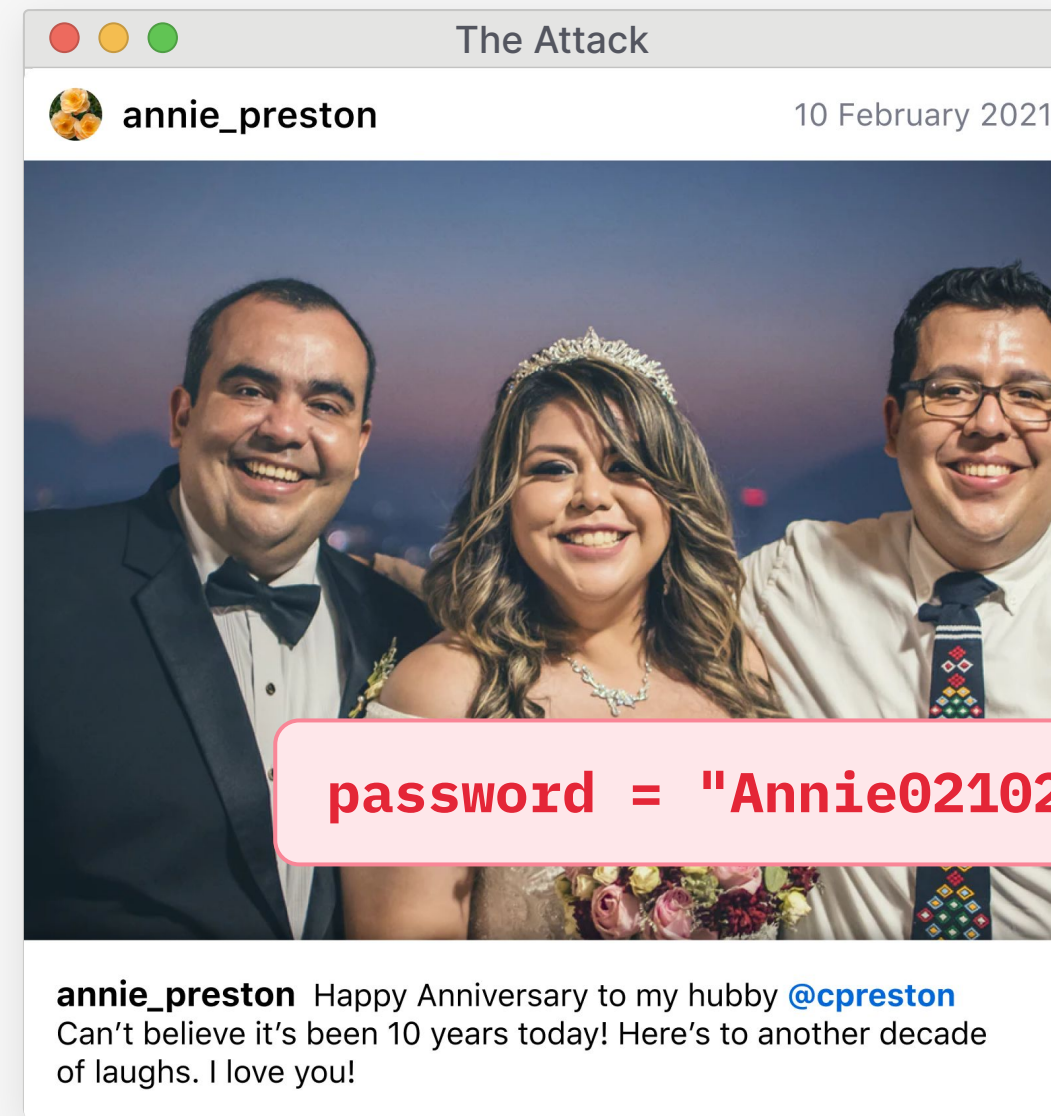 The Attack
annie_preston
10 February 2021
password = "Annie02102
annie_preston Happy Anniversary to my hubby @cpreston
Can’t believe it’s been 10 years today! Here’s to another decade
of laughs. I love you!